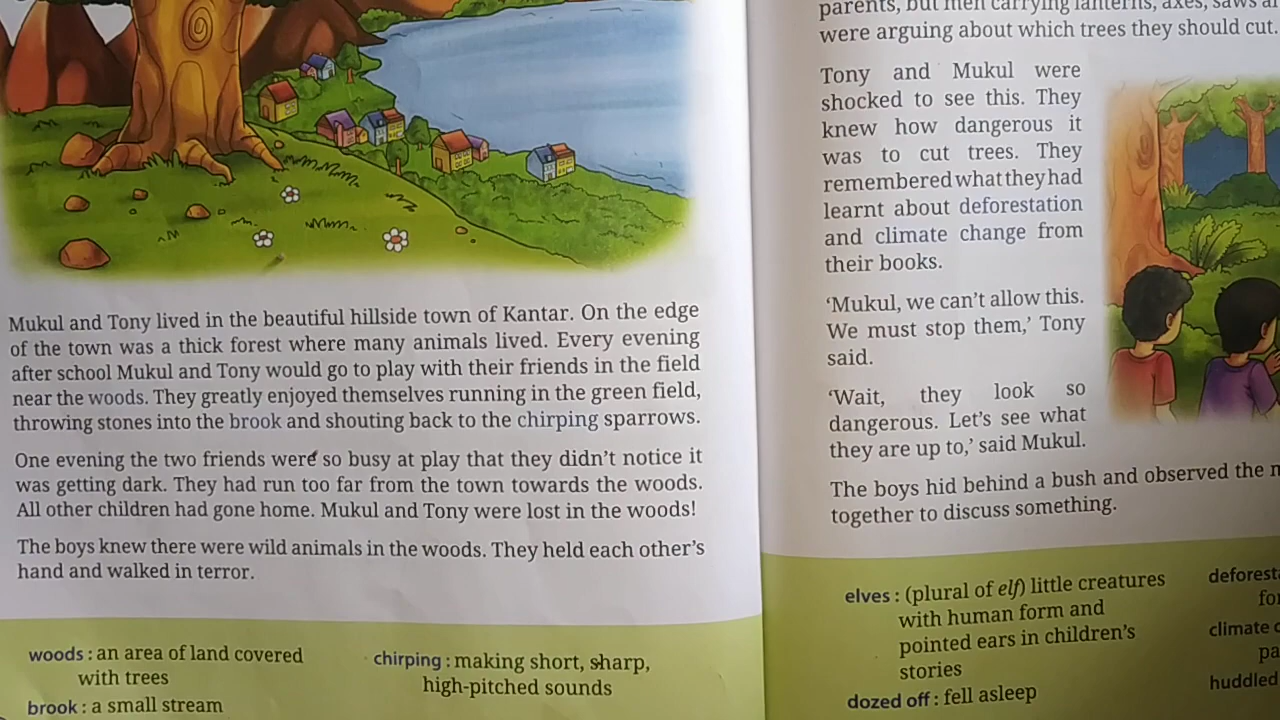 Mukul and Tony lived in the beautiful hillside town of Kantar. On the edge
of the town was a thick forest where many animals lived. Every evening
after school Mukul and Tony would go to play with their friends in the field
near the woods. They greatly enjoyed themselves running in the green field,
throwing stones into the brook and shouting back to the chirping sparrows.
One evening the two friends were so busy at play that they didn’t notice it
was getting dark. They had run too far from the town towards the woods.
All other children had gone home. Mukul and Tony were lost in the woods!
The boys knew there were wild animals in the woods. They held each other’s
hand and walked in terror.
woods : an area of land covered
with trees
brook : a small stream
chirping : making short, sharp,
high-pitched sounds
parents, but men carrying lanterns, axes, saws
were arguing about which trees they should cut.
Tony and Mukul were
shocked to see this. They
knew how dangerous it
was to cut trees. They
remembered what they had
learnt about deforestation
and climate change from
their books.
‘Mukul, we can’t allow this.
We must stop them,’ Tony
said.
‘Wait, they look so
dangerous. Let’s see what
they are up to,’ said Mukul.
The boys hid behind a bush and observed the
together to discuss something.
elves : (plural of elf) little creatures
with human form and
pointed ears in children’s
stories
dozed off : fell asleep
climate
huddled